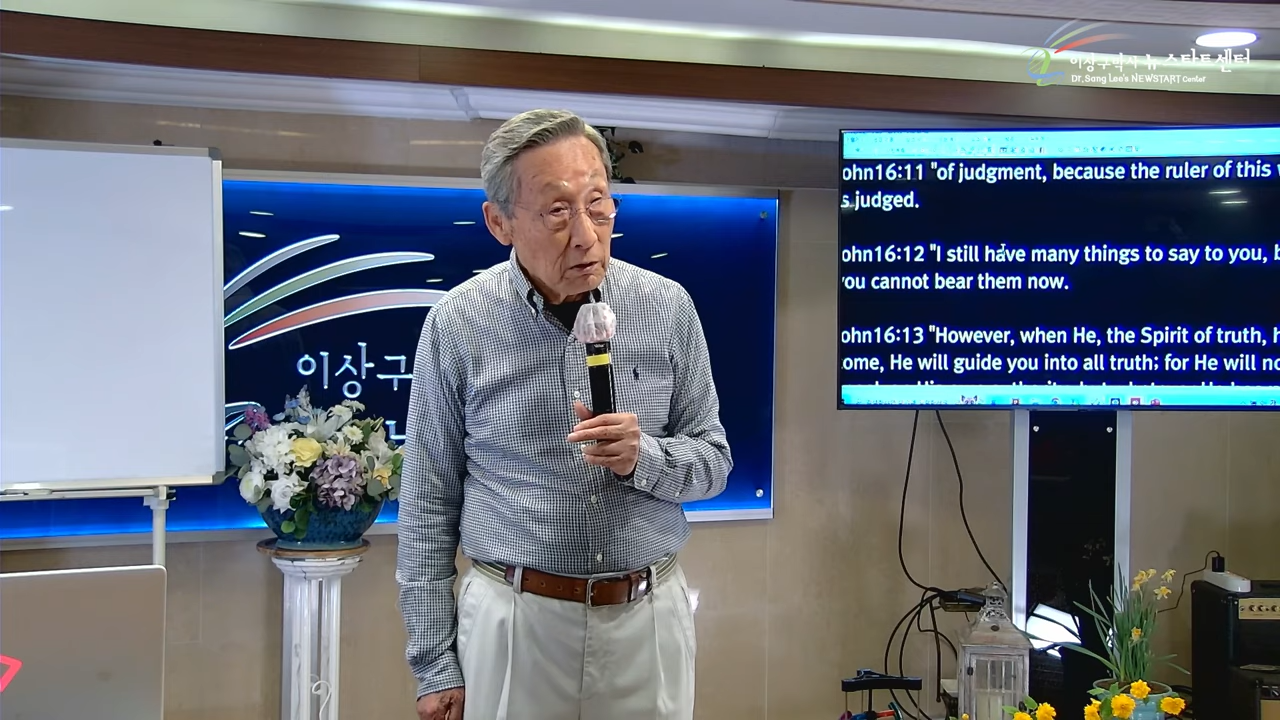 이상구박사 뉴스타트센터
Dr. Sang Lee's NEWSTART Center
ohn16:11 "of judgment, because the ruler of this
s judged.
ohn16:12 "I still have many things to say to you,
you cannot bear them now.
ohn16:13 "However, when He, the Spirit of truth,
ome, He will guide you into all truth; for He will
이상구